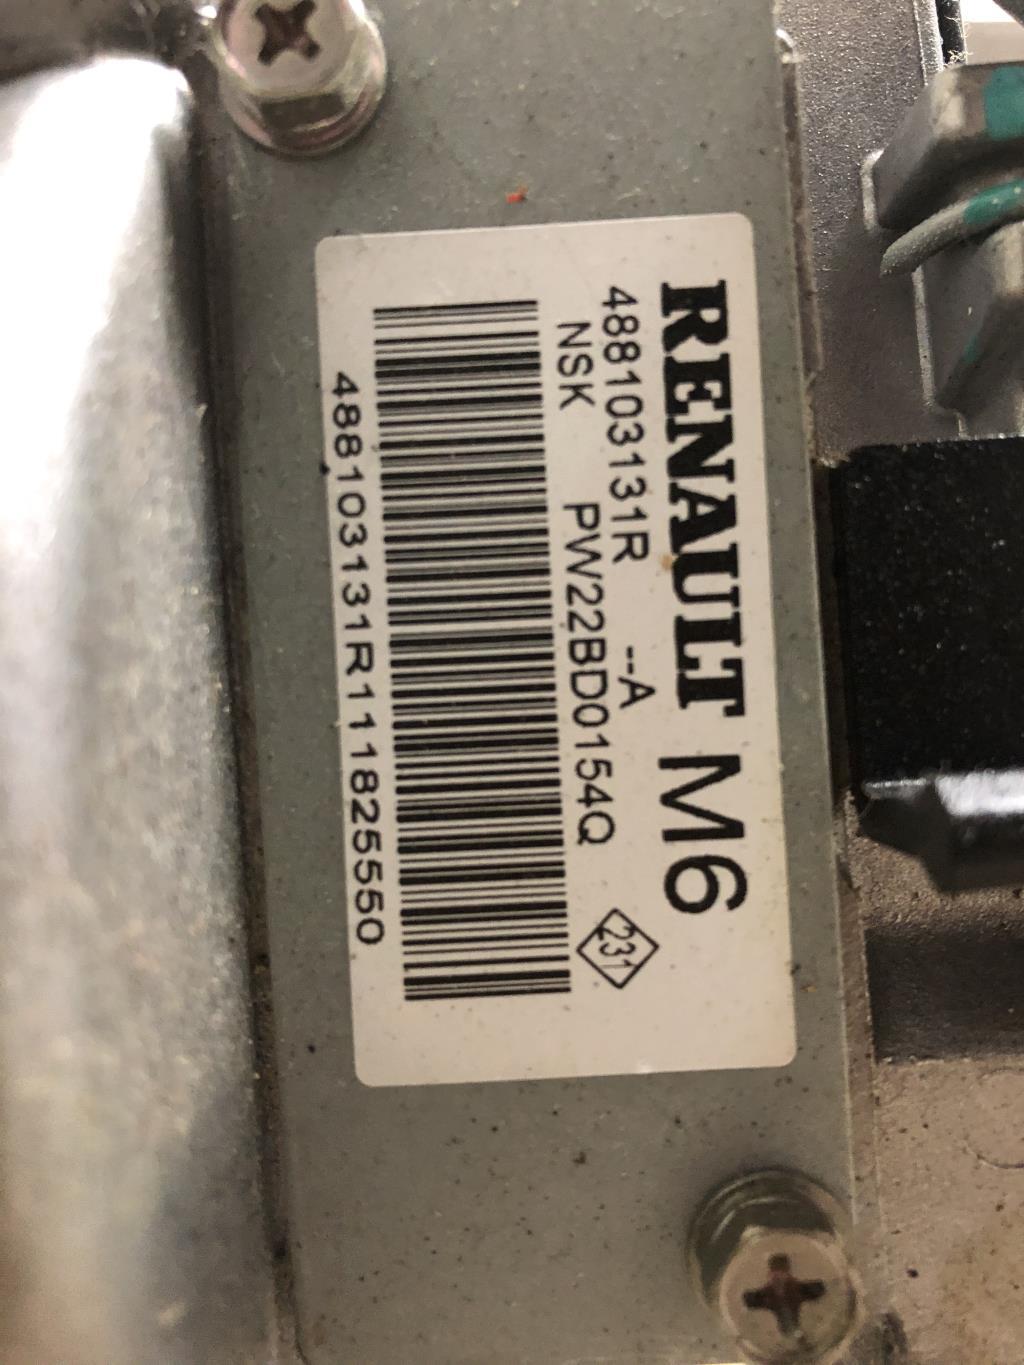 RENAULT M6
488103131R --A
NSK PW22BD0154Q
231
488103131R111825550